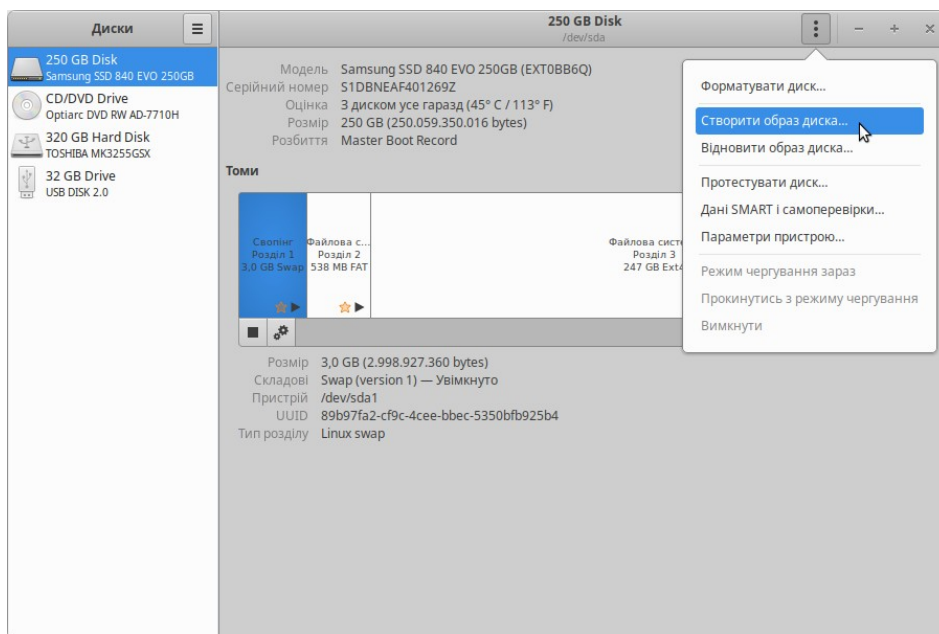 Диски
250 GB Disk
/dev/sda
250 GB Disk
Samsung SSD 840 EVO 250GB
CD/DVD Drive
Optiarc DVD RW AD-7710H
320 GB Hard Disk
TOSHIBA MK3255GSX
32 GB Drive
USB DISK 2.0
Модель Samsung SSD 840 EVO 250GB (EXT0BB6Q)
Серійний номер S1DBNEAF401269Z
Оцінка З диском усе гаразд (45° C / 113° F)
Розмір 250 GB (250.059.350.016 bytes)
Розбиття Master Boot Record
Томи
Свопінг
Розділ 1
3,0 GB Swap
Файлова с...
Розділ 2
538 MB FAT
Файлова сист
Розділ 3
247 GB Ext4
Розмір 3,0 GB (2.998.927.360 bytes)
Складові Swap (version 1) — Увімкнуто
Пристрій /dev/sda1
UUID 89b97fa2-cf9c-4cee-bbec-5350bfb925b4
Тип розділу Linux swap
Форматувати диск...
Створити образ диска...
Відновити образ диска...
Протестувати диск...
Дані SMART і самоперевірки...
Параметри пристрою...
Режим чергування зараз
Прокинутись з режиму чергування
Вимкнути